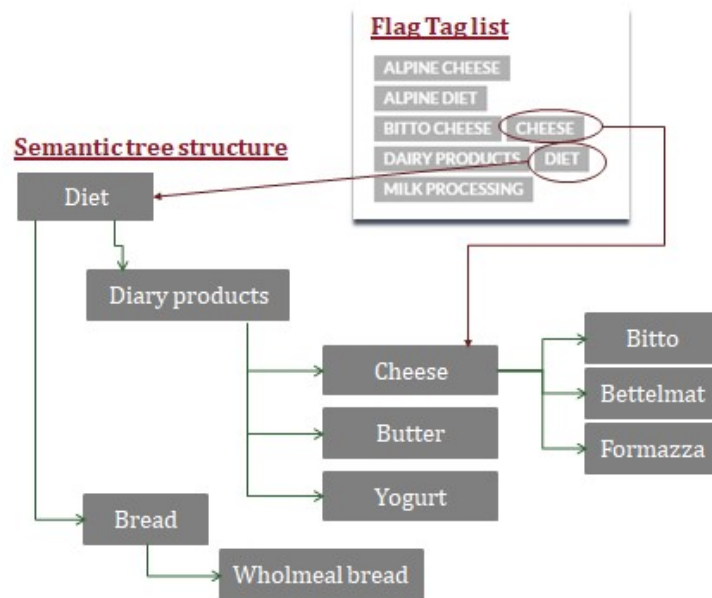 Flag Tag list
ALPINE CHEESE
ALPINE DIET
BITTO CHEESE CHEESE
DAIRY PRODUCTS DIET
MILK PROCESSING
Semantic tree structure
Diet
Diary products
Cheese
Butter
Yogurt
Bitto
Bettelmat
Formazza
Bread
Wholmeal bread